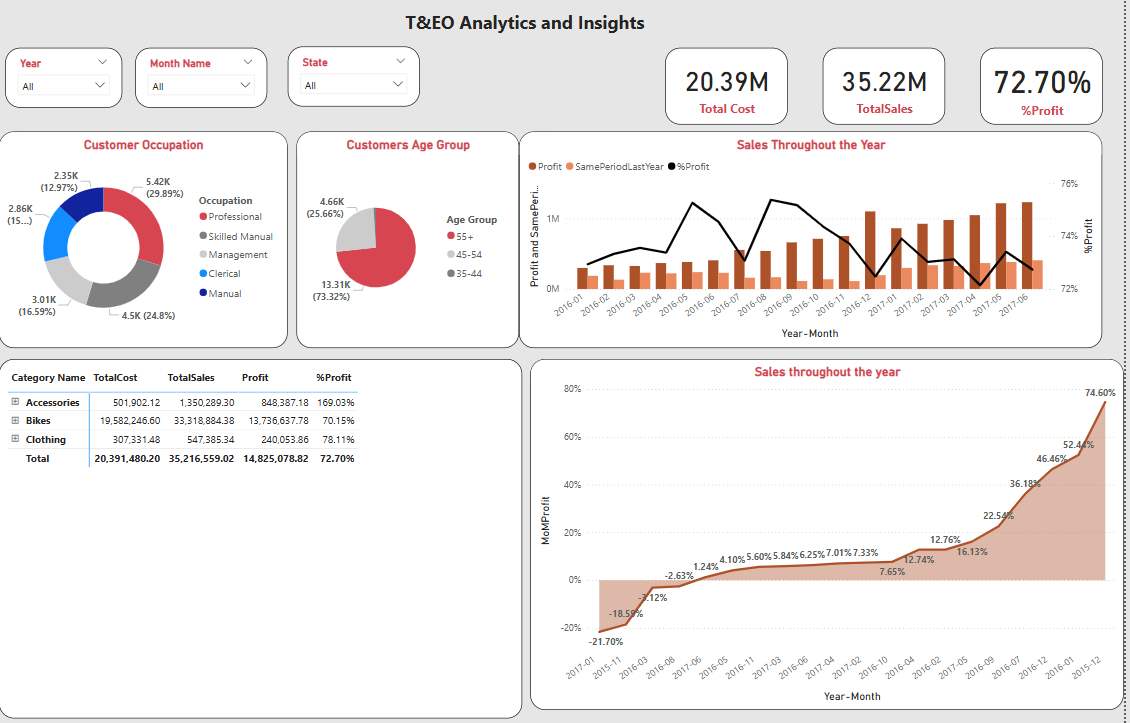 T&EO Analytics and Insights
Year
All
Month Name
All
State
All
20.39M
Total Cost
35.22M
TotalSales
72.70%
%Profit
Customer Occupation
2.35K
(12.97%)
5.42K
(29.89%)
2.86K
(15...)
3.01K
(16.59%)
4.5K (24.8%)
Occupation
Professional
Skilled Manual
Management
Clerical
Manual
Customers Age Group
4.66K
(25.66%)
13.31K
(73.32%)
Age Group
55+
45-54
35-44
Sales Throughout the Year
Profit SamePeriodLastYear %Profit
Profit and SamePeri...
1M
0M
76%
74%
72%
%Profit
2016-01 2016-02 2016-03 2016-04 2016-05 2016-06 2016-07 2016-08 2016-09 2016-10 2016-11 2016-12 2017-01 2017-02 2017-03 2017-04 2017-05 2017-06
Year-Month
Category Name TotalCost TotalSales Profit %Profit
Accessories 501,902.12 1,350,289.30 848,387.18 169.03%
Bikes 19,582,246.60 33,318,884.38 13,736,637.78 70.15%
Clothing 307,331.48 547,385.34 240,053.86 78.11%
Total 20,391,480.20 35,216,559.02 14,825,078.82 72.70%
Sales throughout the year
MoMProfit
80%
60%
40%
20%
0%
-20%
-21.70%
-18.59%
-3.12%
-2.63%
1.24%
4.10%
5.60%
5.84%
6.25%
7.01%
7.33%
7.65%
12.74%
12.76%
16.13%
22.54%
36.18%
46.46%
52.44%
74.60%
2017-01 2015-11 2016-03 2016-08 2017-06 2016-05 2016-11 2017-03 2016-06 2017-04 2017-02 2016-10 2016-04 2016-02 2017-05 2016-09 2016-07 2016-12 2016-01 2015-12
Year-Month